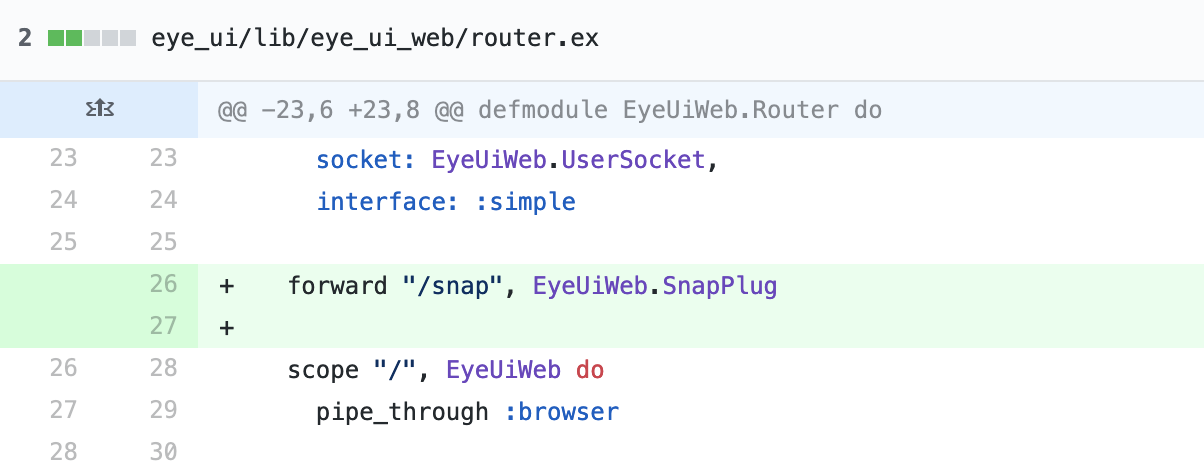 2 eye_ui/lib/eye_ui_web/router.ex
@@ -23,6 +23,8 @@ defmodule EyeUiWeb.Router do
23 23 socket: EyeUiWeb.UserSocket,
24 24 interface: :simple
25 25
26 + forward "/snap", EyeUiWeb.SnapPlug
27 +
26 28 scope "/", EyeUiWeb do
27 29 pipe_through :browser
28 30